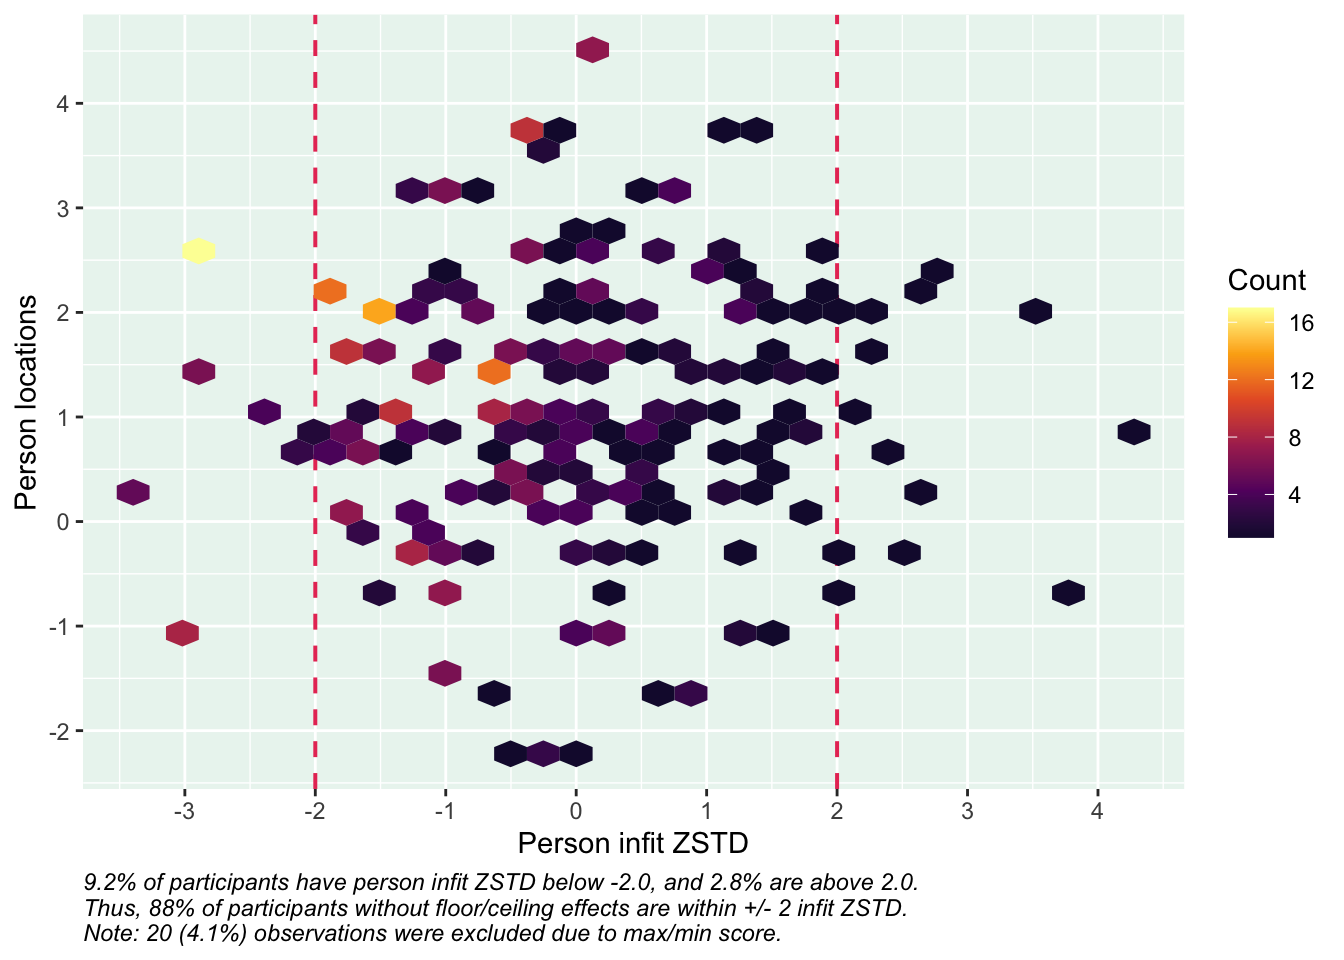 4
3
2
1
0
-1
-2
Person locations
-3 -2 -1 0 1 2 3 4
Person infit ZSTD
Count
16
12
8
4
9.2% of participants have person infit ZSTD below -2.0, and 2.8% are above 2.0.
Thus, 88% of participants without floor/ceiling effects are within +/- 2 infit ZSTD.
Note: 20 (4.1%) observations were excluded due to max/min score.